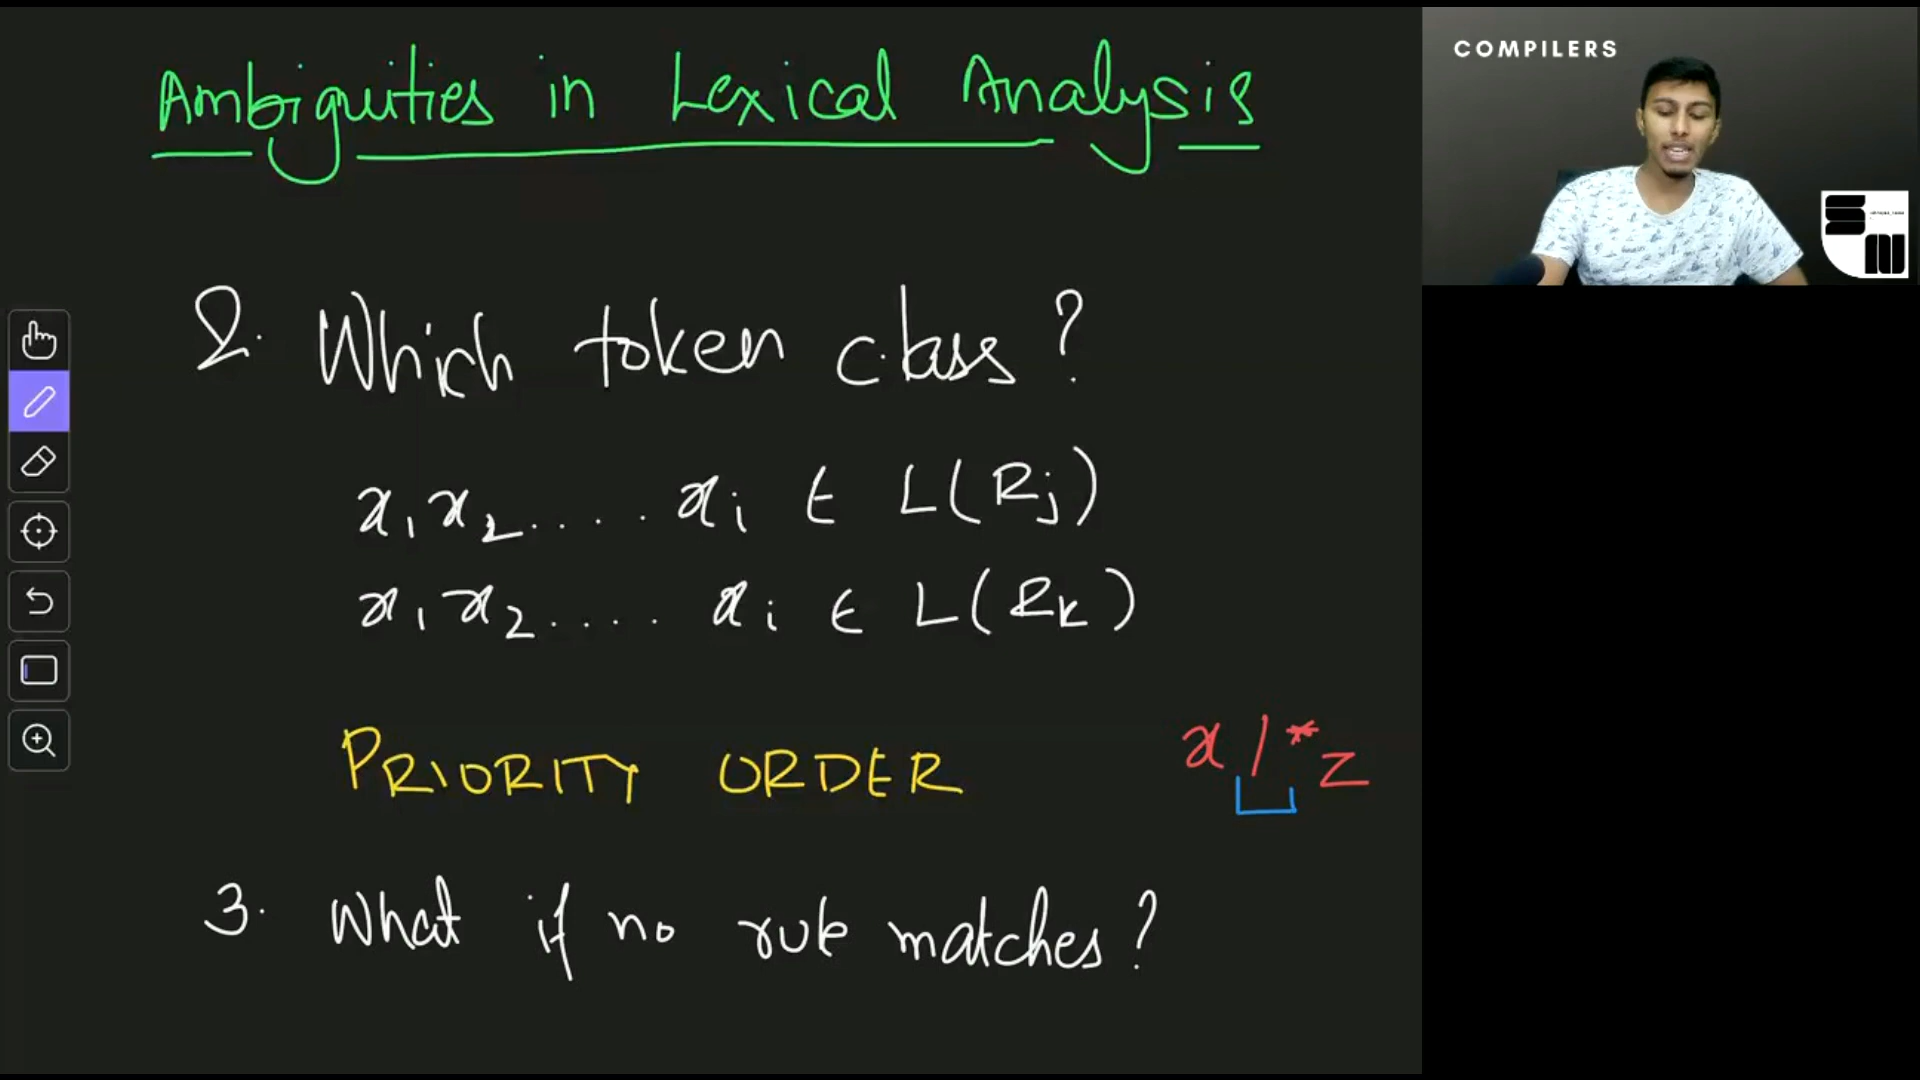 Ambiguities in Lexical Analysis
COMPILERS
2. Which token class?
x₁x₂.... xᵢ ∈ L(Rⱼ)
x₁x₂.... xᵢ ∈ L(Rₖ)
PRIORITY ORDER
x/*z
3. What if no rule matches?